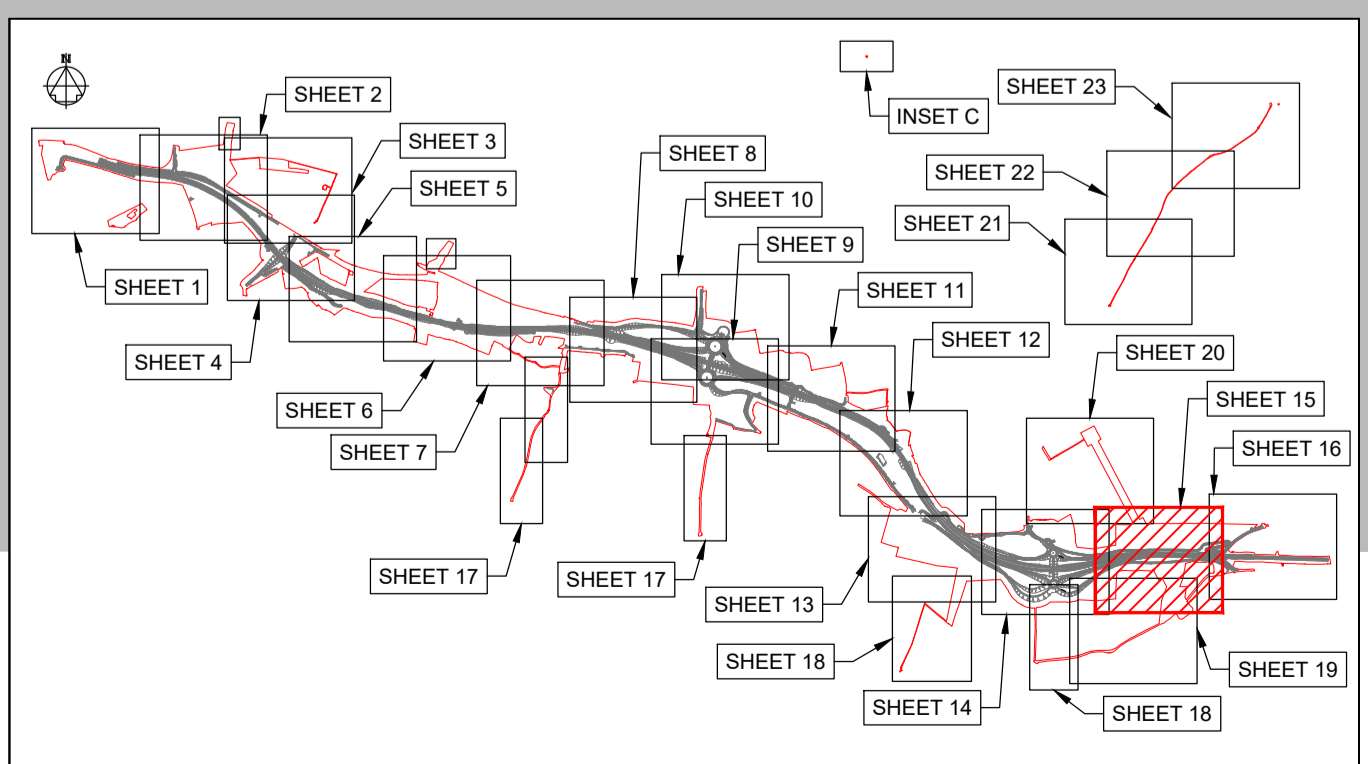 N
SHEET 2
SHEET 23
INSET C
SHEET 3
SHEET 8
SHEET 22
SHEET 5
SHEET 10
SHEET 21
SHEET 9
SHEET 1
SHEET 11
SHEET 12
SHEET 4
SHEET 20
SHEET 6
SHEET 15
SHEET 7
SHEET 16
SHEET 17
SHEET 17
SHEET 13
SHEET 18
SHEET 19
SHEET 14
SHEET 18